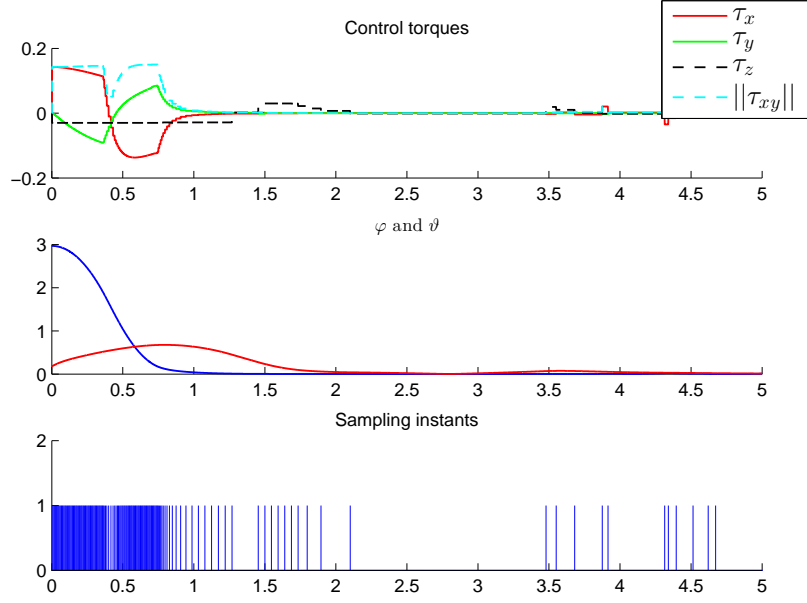 Control torques
τ_x
τ_y
τ_z
||τ_xy||
0.2
0
−0.2
0 0.5 1 1.5 2 2.5 3 3.5 4 4.5 5
φ and ϑ
3
2
1
0
0 0.5 1 1.5 2 2.5 3 3.5 4 4.5 5
Sampling instants
2
1
0
0 0.5 1 1.5 2 2.5 3 3.5 4 4.5 5